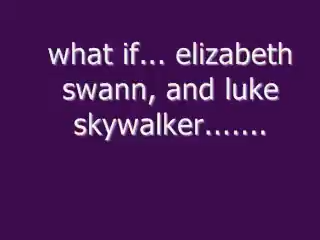 what if... elizabeth
swann, and luke
skywalker.......